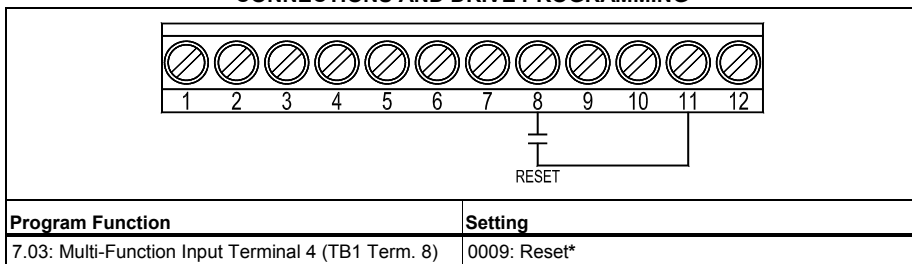 CONNECTIONS AND DRIVE PROGRAMMING
1 2 3 4 5 6 7 8 9 10 11 12
RESET
Program Function Setting
7.03: Multi-Function Input Terminal 4 (TB1 Term. 8) 0009: Reset*